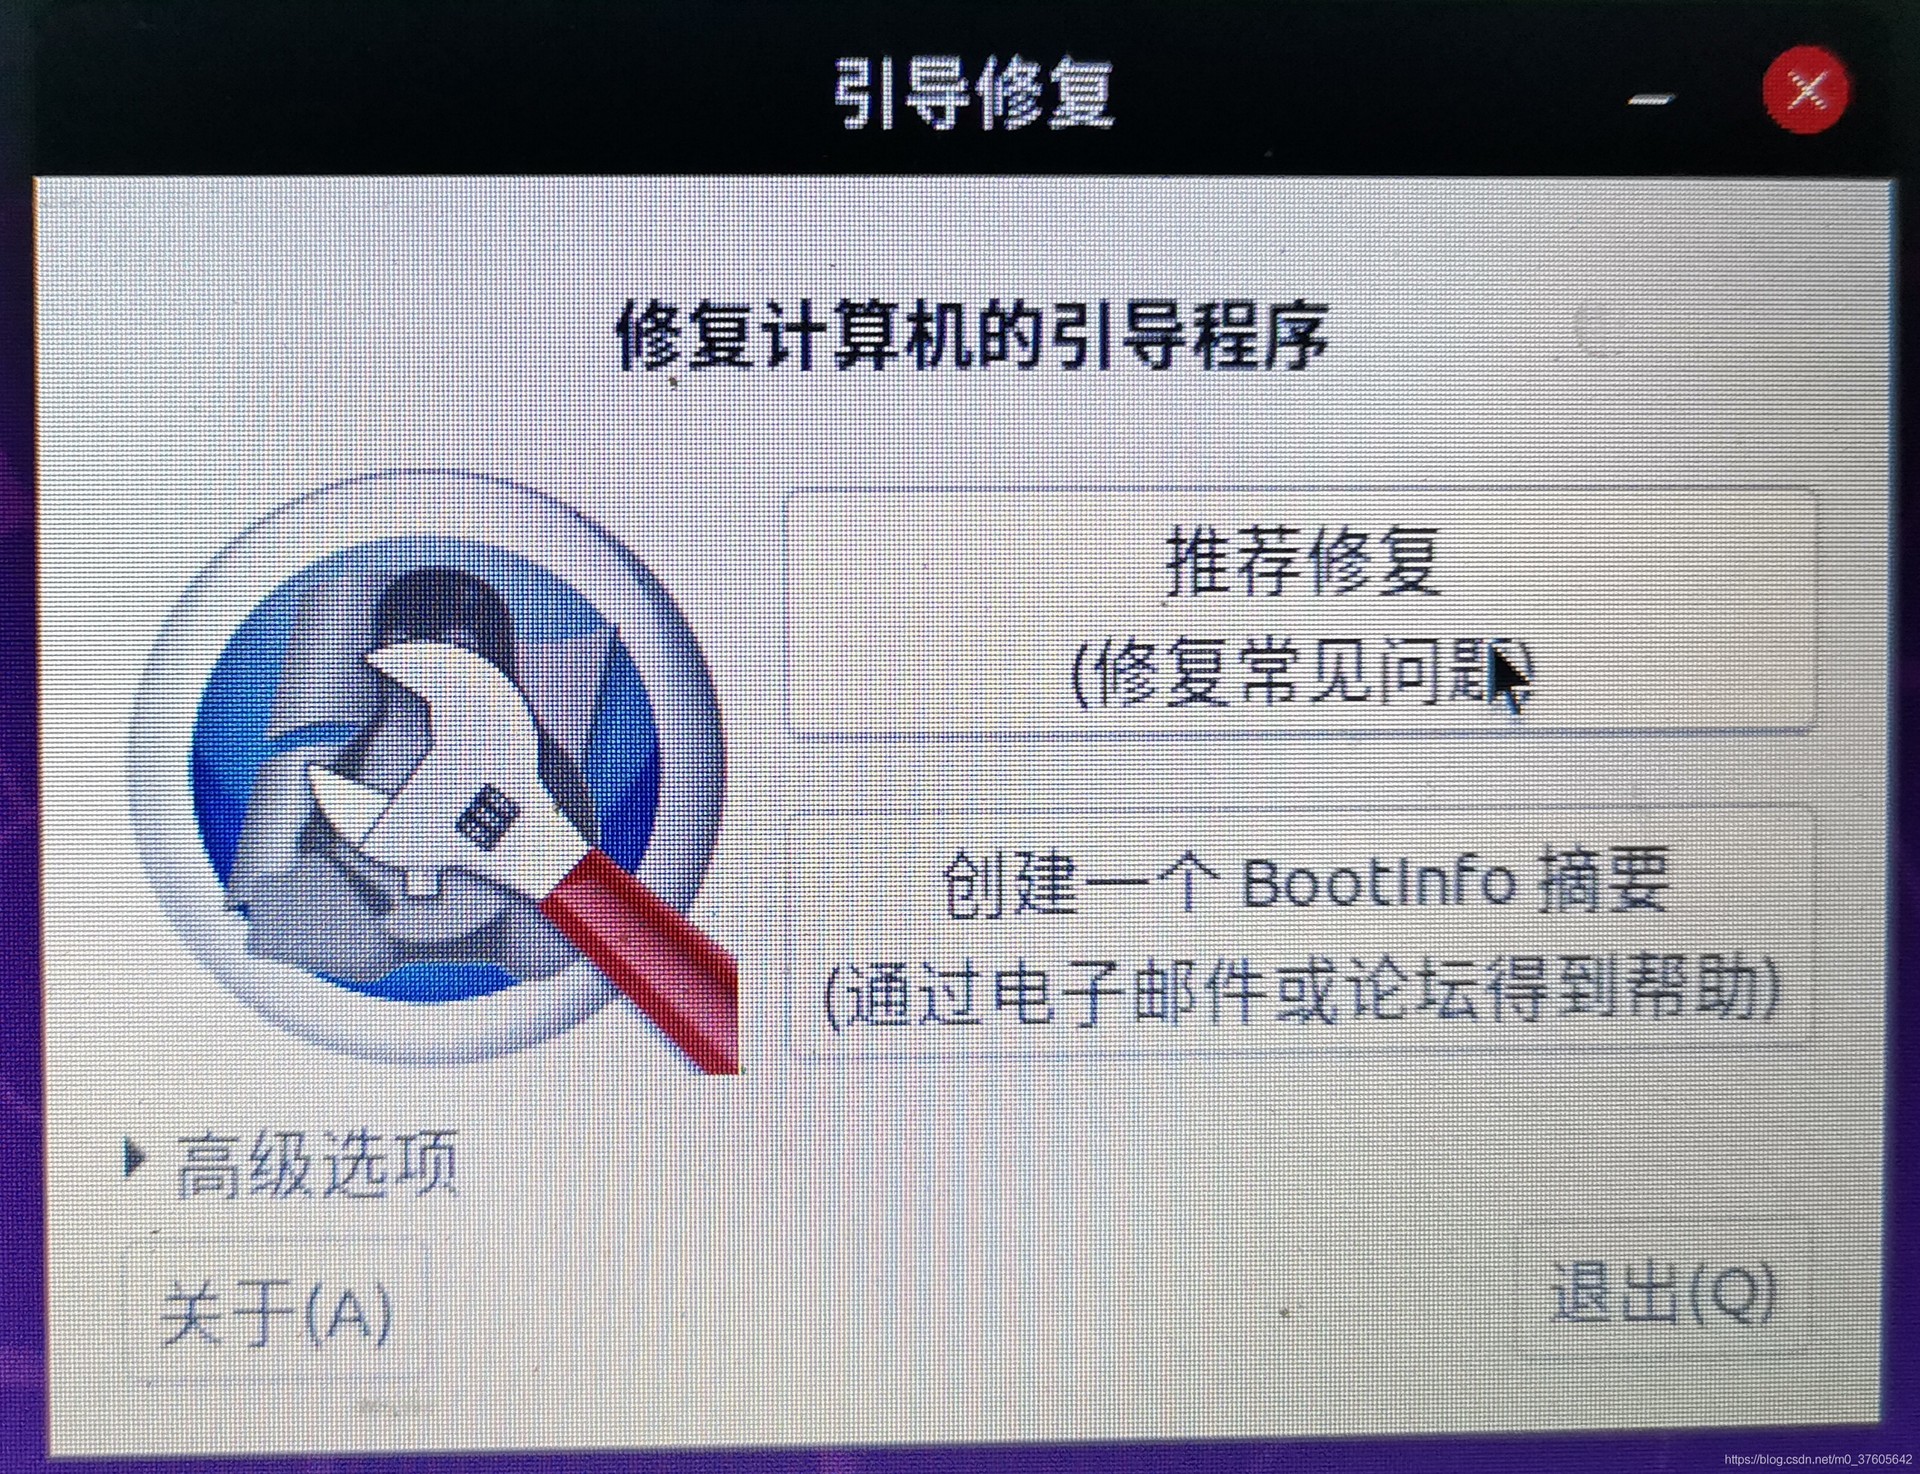 引导修复
修复计算机的引导程序
推荐修复
(修复常见问题)
创建一个 BootInfo 摘要
(通过电子邮件或论坛得到帮助)
高级选项
关于(A)
退出(Q)
https://blog.csdn.net/m0_37605642